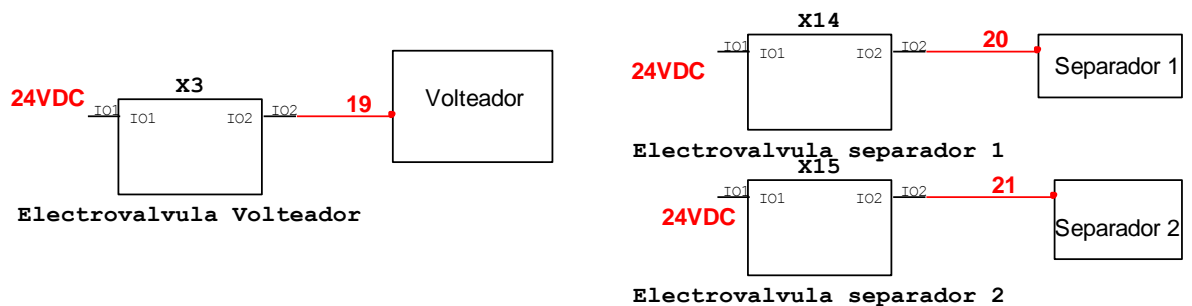 X3
24VDC IO1 IO1 IO2 IO2 19 Volteador
Electrovalvula Volteador
X14
24VDC IO1 IO1 IO2 IO2 20 Separador 1
Electrovalvula separador 1
X15
24VDC IO1 IO1 IO2 IO2 21 Separador 2
Electrovalvula separador 2